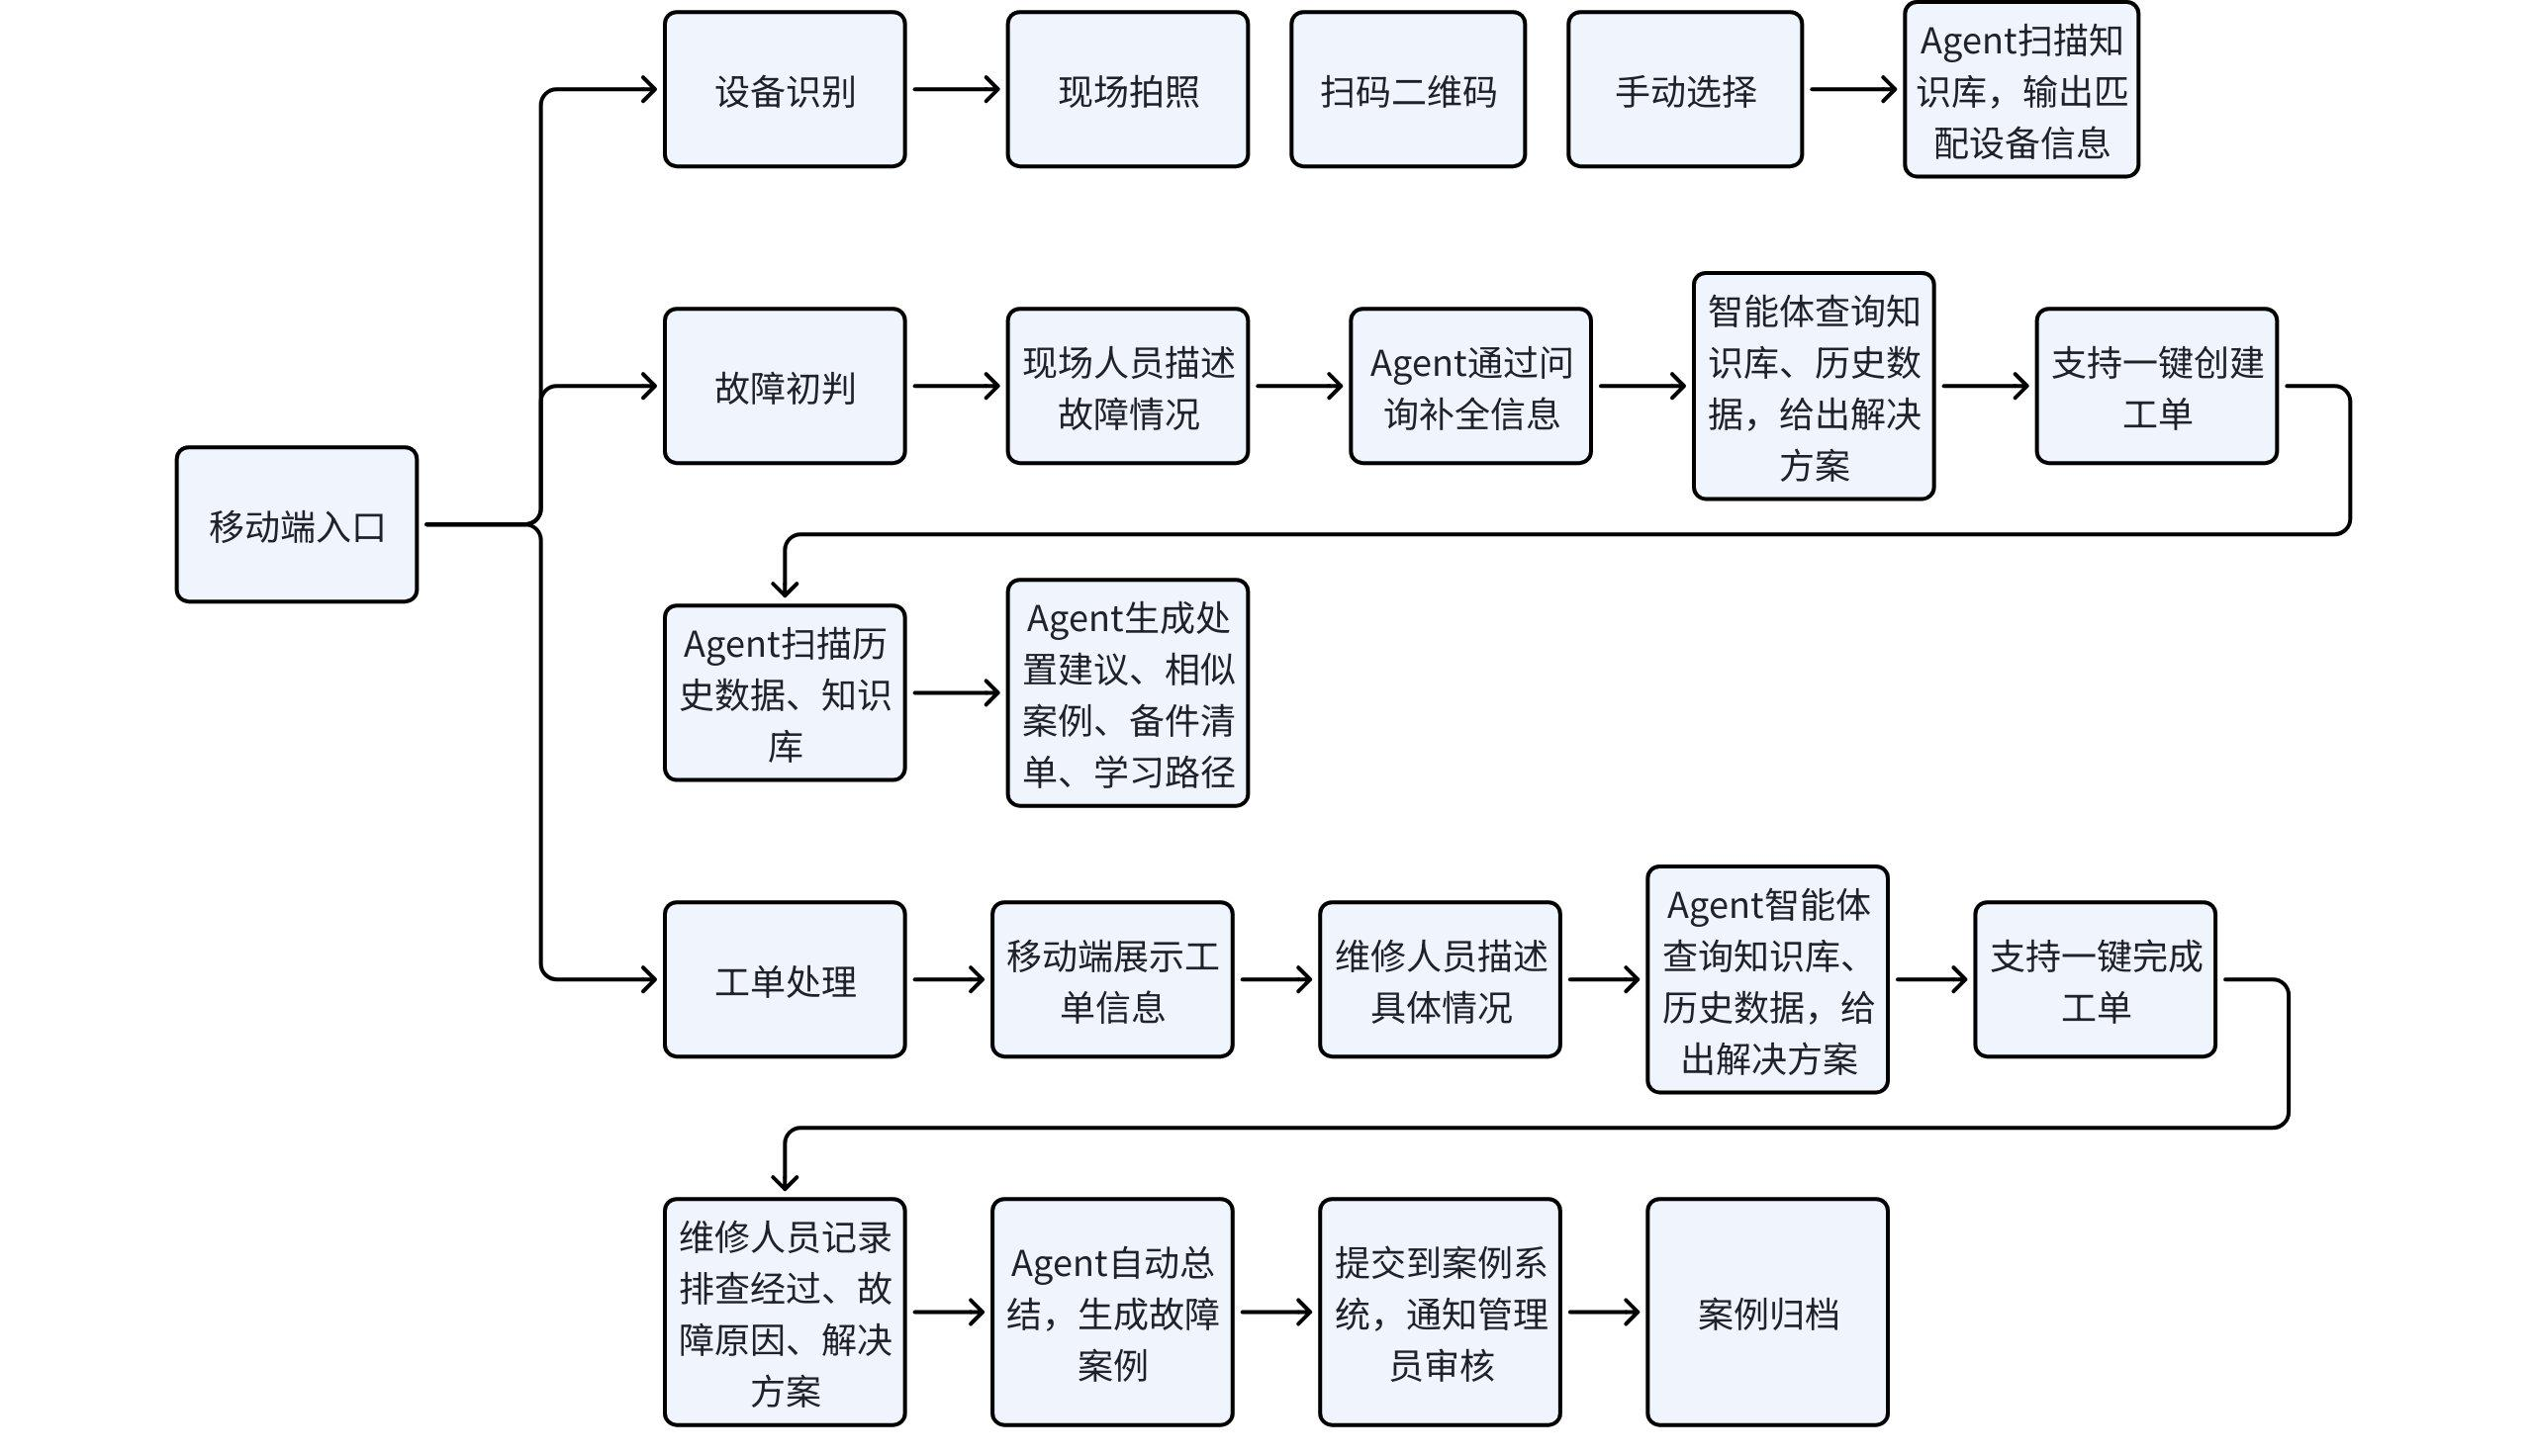 设备识别
现场拍照
扫码二维码
手动选择
Agent扫描知
识库，输出匹
配设备信息
故障初判
现场人员描述
故障情况
Agent通过问
询补全信息
智能体查询知
识库、历史数
据，给出解决
方案
支持一键创建
工单
移动端入口
Agent扫描历
史数据、知识
库
Agent生成处
置建议、相似
案例、备件清
单、学习路径
工单处理
移动端展示工
单信息
维修人员描述
具体情况
Agent智能体
查询知识库、
历史数据，给
出解决方案
支持一键完成
工单
维修人员记录
排查经过、故
障原因、解决
方案
Agent自动总
结，生成故障
案例
提交到案例系
统，通知管理
员审核
案例归档